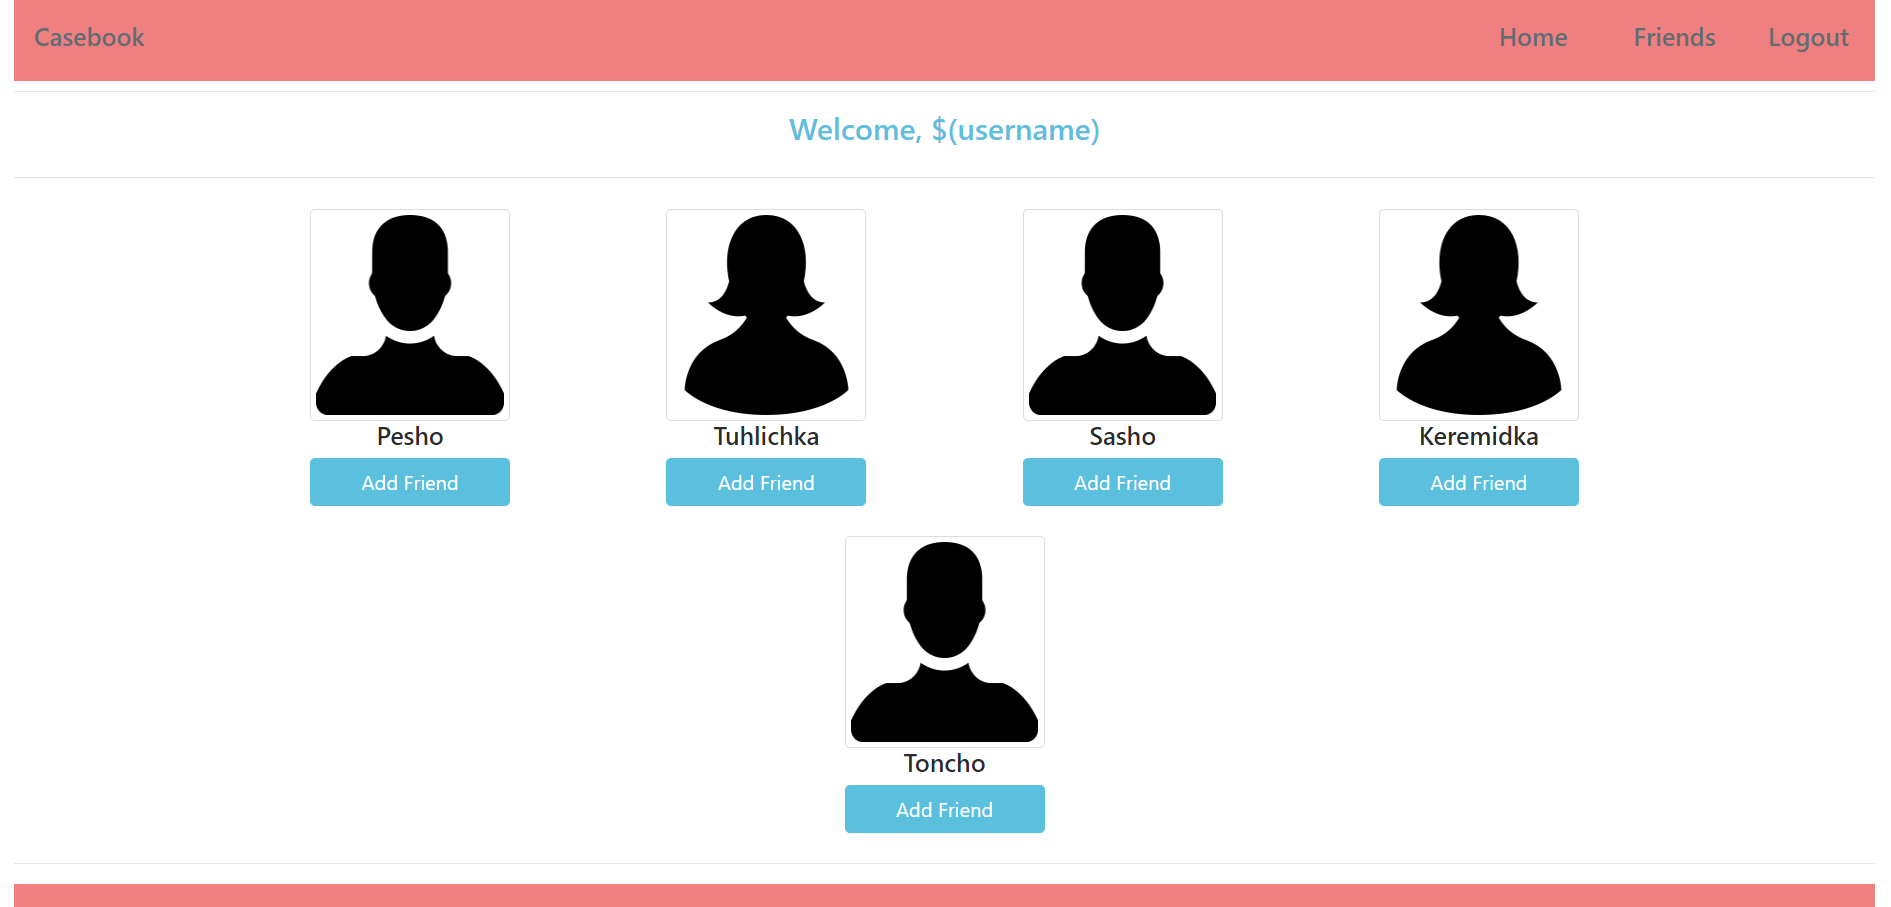 Casebook Home Friends Logout
Welcome, $(username)
Pesho Tuhlichka Sasho Keremidka
Add Friend Add Friend Add Friend Add Friend
Toncho
Add Friend